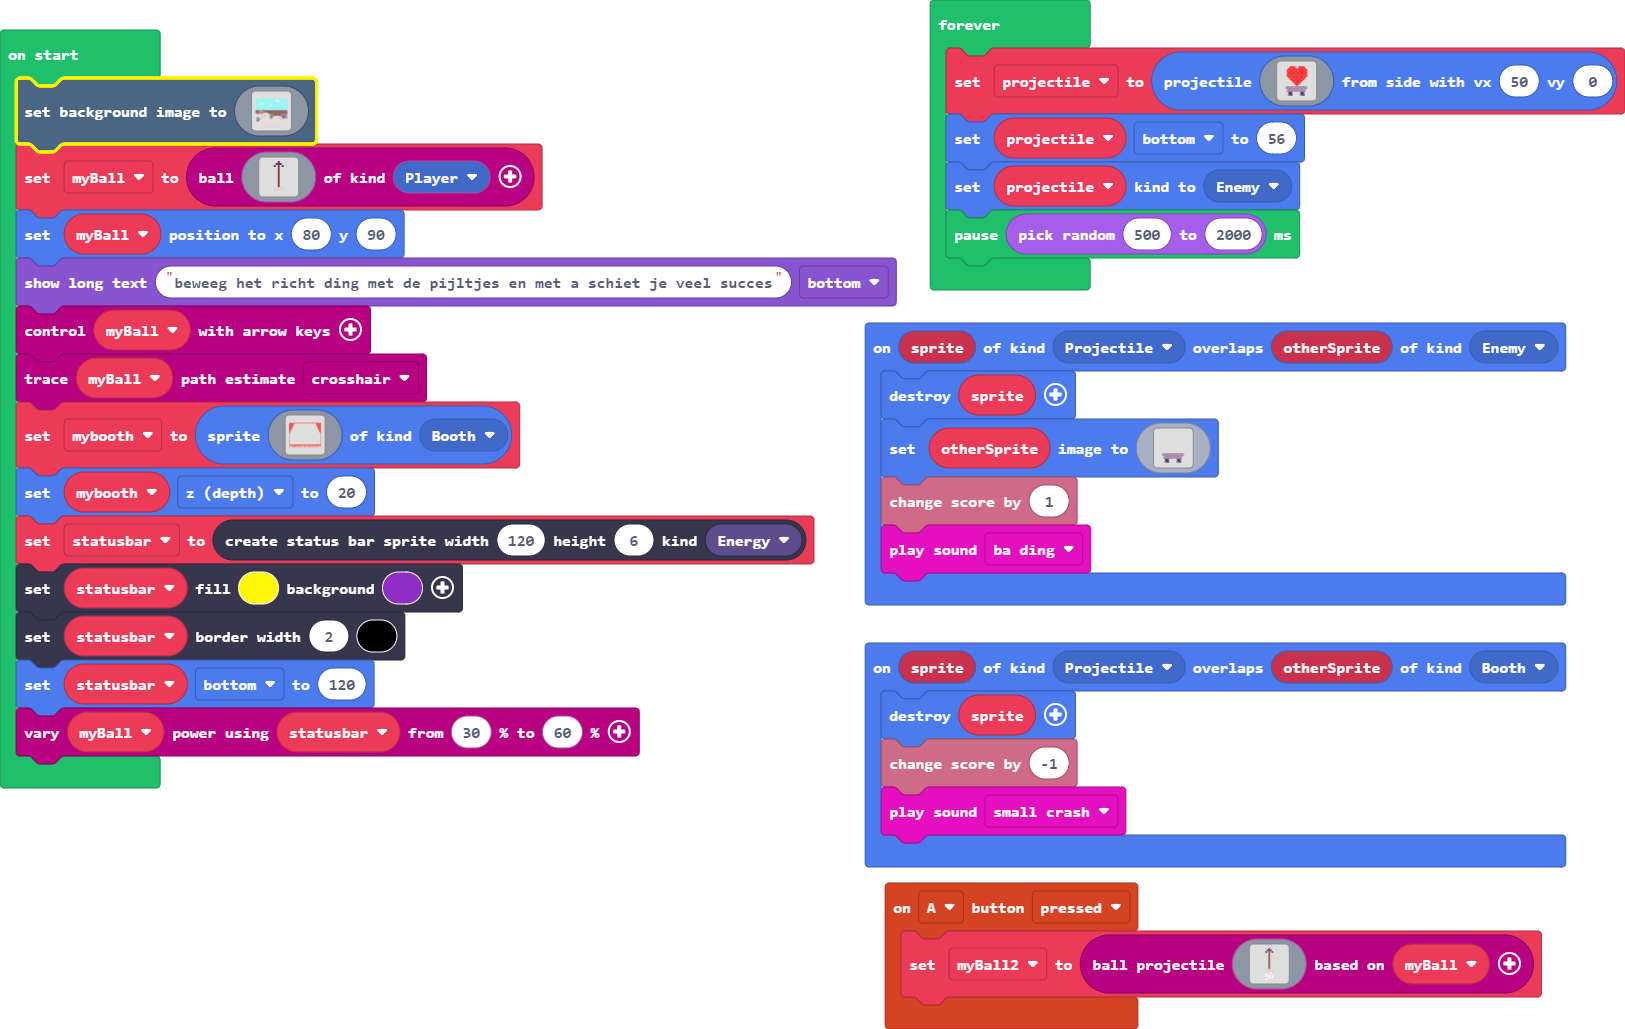 on start
set background image to
set myBall to ball of kind Player
set myBall position to x 80 y 90
show long text "beweeg het richt ding met de pijltjes en met a schiet je veel succes" bottom
control myBall with arrow keys
trace myBall path estimate crosshair
set mybooth to sprite of kind Booth
set mybooth z (depth) to 20
set statusbar to create status bar sprite width 120 height 6 kind Energy
set statusbar fill background
set statusbar border width 2
set statusbar bottom to 120
vary myBall power using statusbar from 30 % to 60 %
forever
set projectile to projectile from side with vx 50 vy 0
set projectile bottom to 56
set projectile kind to Enemy
pause pick random 500 to 2000 ms
on sprite of kind Projectile overlaps otherSprite of kind Enemy
destroy sprite
set otherSprite image to
change score by 1
play sound ba ding
on sprite of kind Projectile overlaps otherSprite of kind Booth
destroy sprite
change score by -1
play sound small crash
on A button pressed
set myBall2 to ball projectile based on myBall